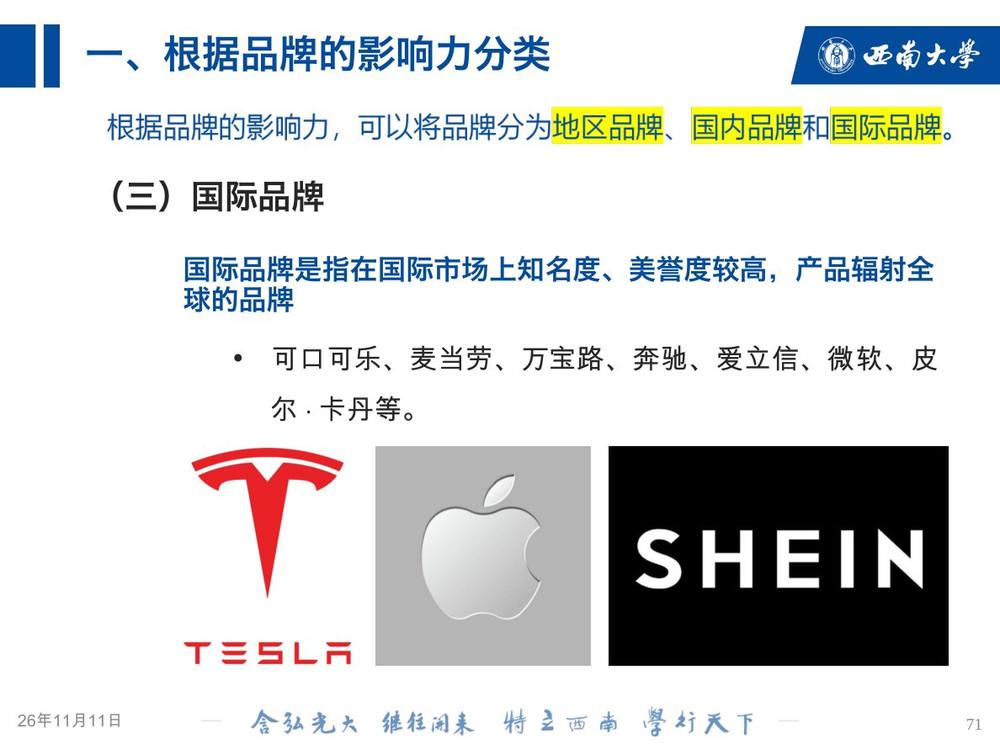 一、根据品牌的影响力分类
西南大学
根据品牌的影响力，可以将品牌分为地区品牌、国内品牌和国际品牌。
（三）国际品牌
国际品牌是指在国际市场上知名度、美誉度较高，产品辐射全
球的品牌
• 可口可乐、麦当劳、万宝路、奔驰、爱立信、微软、皮
尔 · 卡丹等。
TESLA
SHEIN
26年11月11日
含弘光大 继往开来 特立西南 学行天下
71